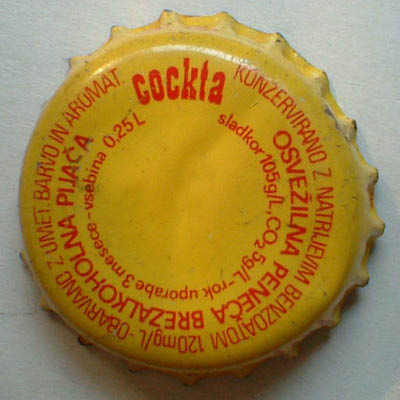 cockta
KONZERVIRANO Z NATRIJEVIM BENZOATOM 120mg/L-OBARVANO Z UMET. BARVO IN AROMAT.
OSVEŽILNA PENEČA BREZALKOHOLNA PIJAČA
sladkor 105g/L, CO2 5g/L-rok uporabe 3 mesece-vsebina 0,25 L